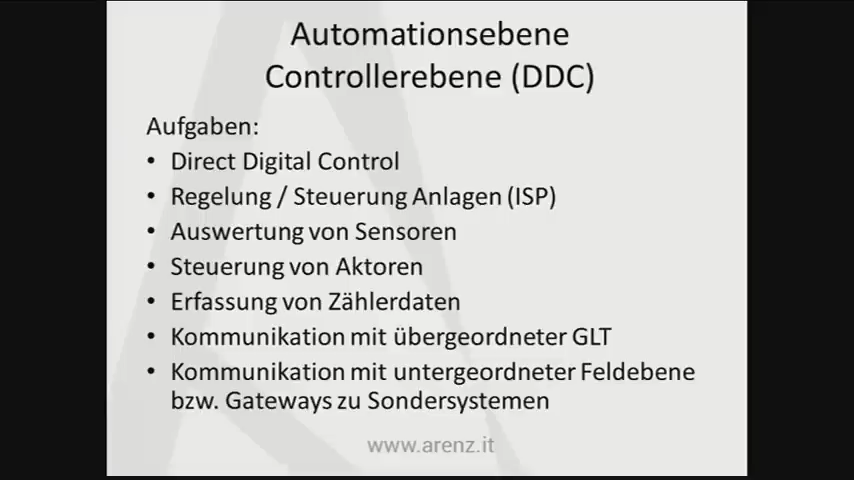 Automationsebene
Controllerebene (DDC)
Aufgaben:
• Direct Digital Control
• Regelung / Steuerung Anlagen (ISP)
• Auswertung von Sensoren
• Steuerung von Aktoren
• Erfassung von Zählerdaten
• Kommunikation mit übergeordneter GLT
• Kommunikation mit untergeordneter Feldebene
bzw. Gateways zu Sondersystemen
www.arenz.it